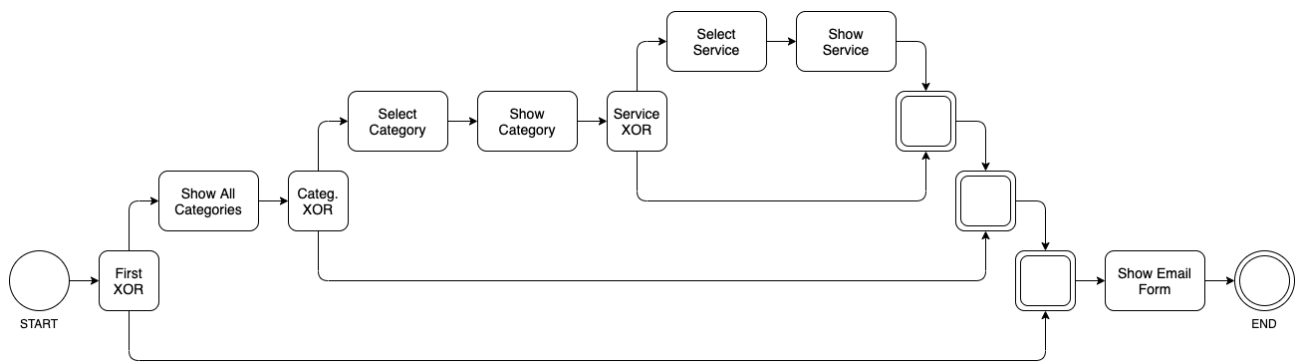 Select
Service
Show
Service
Select
Category
Show
Category
Service
XOR
Show All
Categories
Categ.
XOR
START
First
XOR
Show Email
Form
END